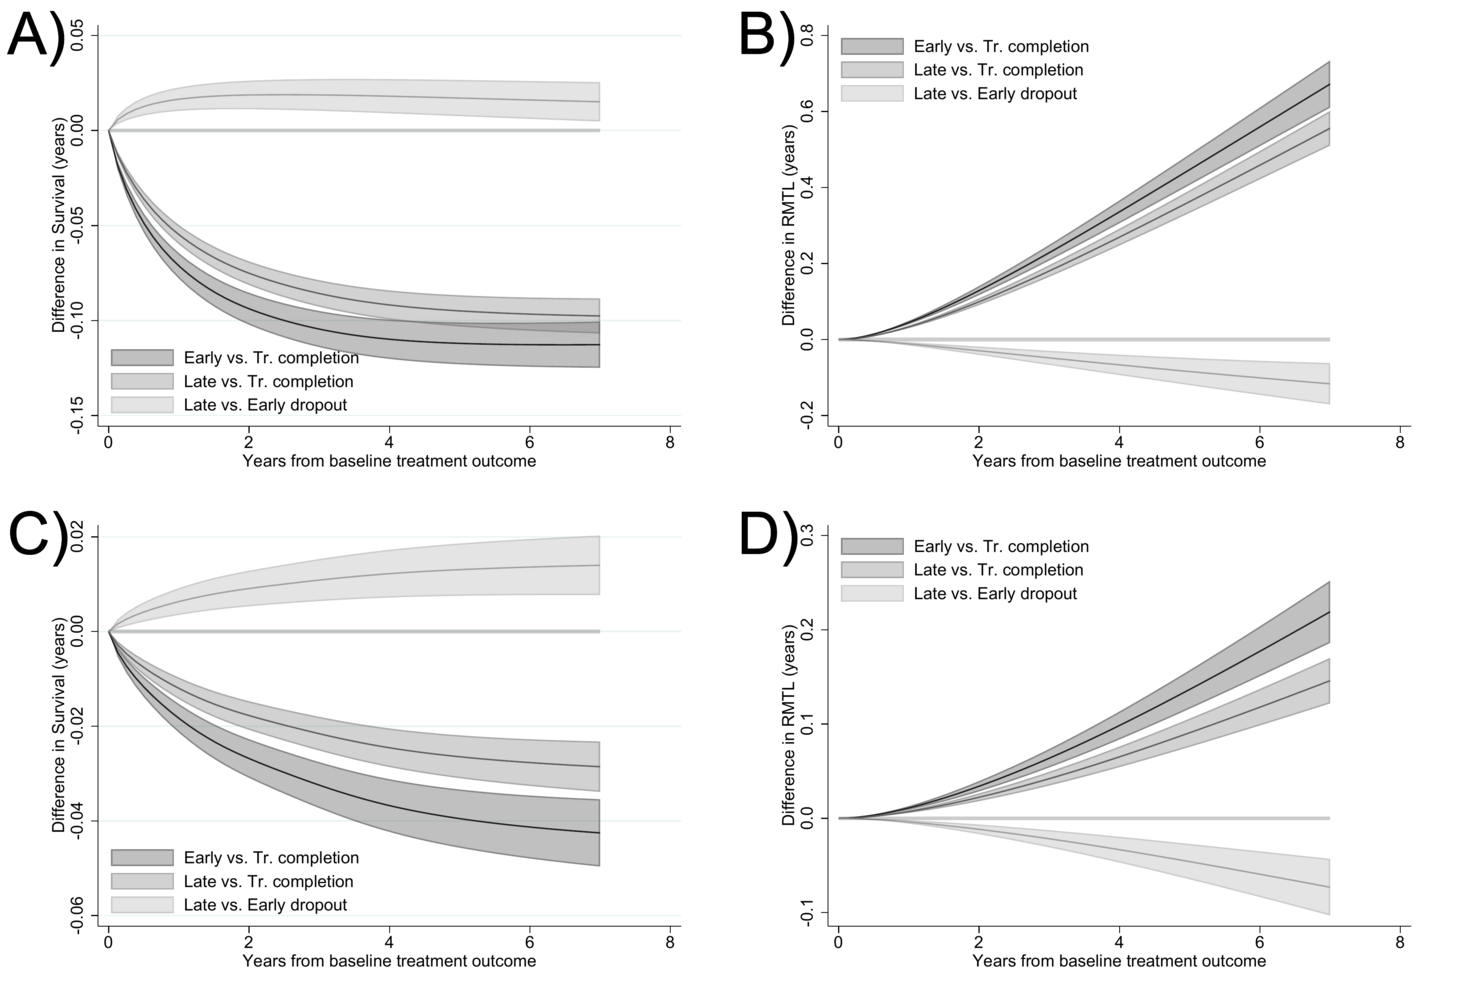 A)
0.05
0.00
-0.05
-0.10
-0.15
Difference in Survival (years)
Early vs. Tr. completion
Late vs. Tr. completion
Late vs. Early dropout
0 2 4 6 8
Years from baseline treatment outcome
B)
0.8
0.6
0.4
0.2
0.0
-0.2
Difference in RMTL (years)
Early vs. Tr. completion
Late vs. Tr. completion
Late vs. Early dropout
0 2 4 6 8
Years from baseline treatment outcome
C)
0.02
0.00
-0.02
-0.04
-0.06
Difference in Survival (years)
Early vs. Tr. completion
Late vs. Tr. completion
Late vs. Early dropout
0 2 4 6 8
Years from baseline treatment outcome
D)
0.3
0.2
0.1
0.0
-0.1
Difference in RMTL (years)
Early vs. Tr. completion
Late vs. Tr. completion
Late vs. Early dropout
0 2 4 6 8
Years from baseline treatment outcome